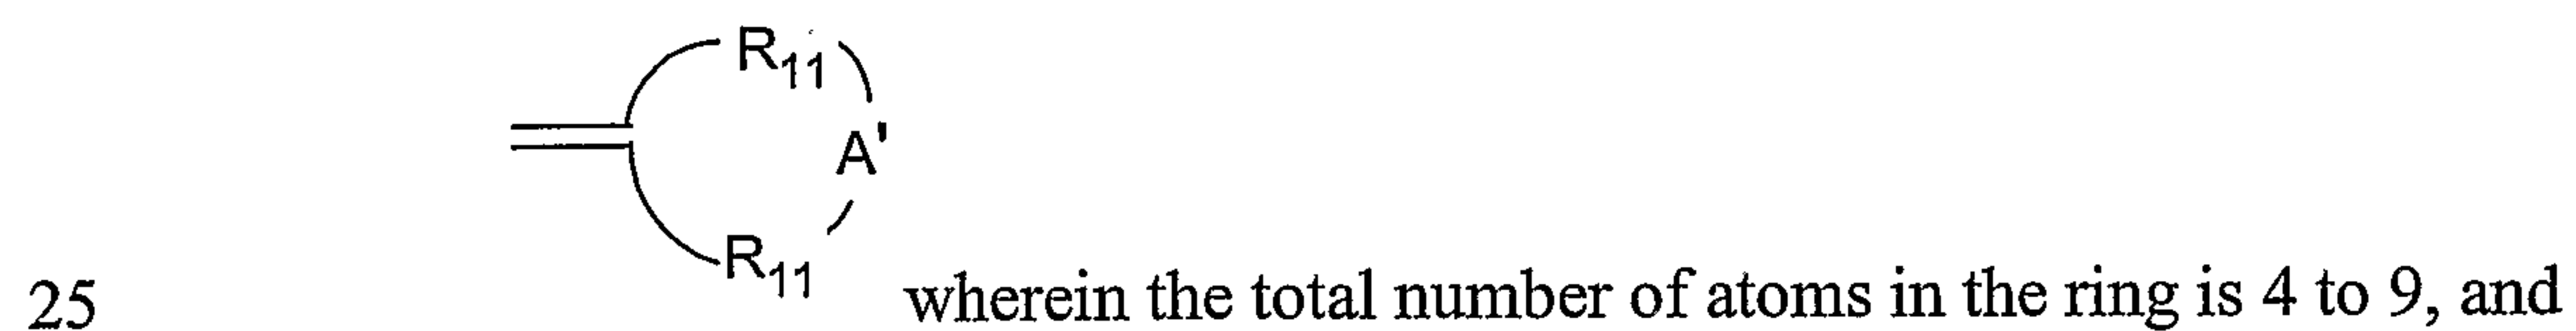 R11
A'
R11
25 wherein the total number of atoms in the ring is 4 to 9, and